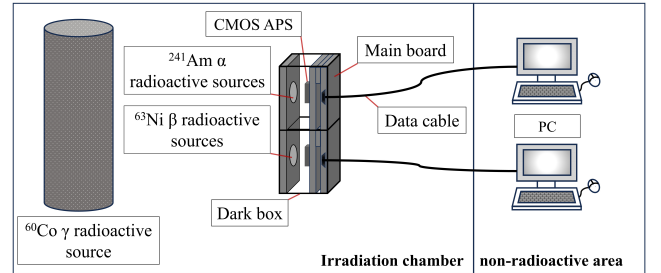 CMOS APS
²⁴¹Am α
radioactive sources
Main board
⁶³Ni β radioactive
sources
Data cable
PC
Dark box
⁶⁰Co γ radioactive
source
Irradiation chamber
non-radioactive area